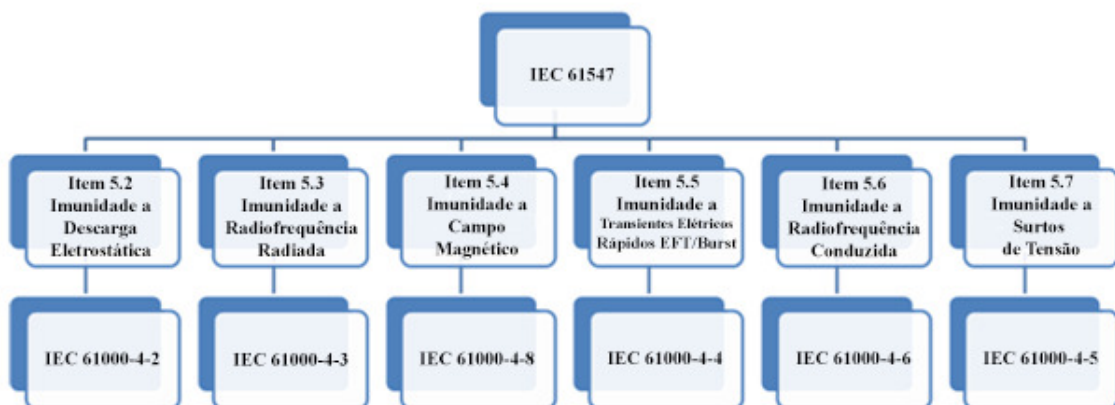 IEC 61547
Item 5.2
Imunidade a
Descarga
Eletrostática
Item 5.3
Imunidade a
Radiofrequência
Radiada
Item 5.4
Imunidade a
Campo
Magnético
Item 5.5
Imunidade a
Transientes Elétricos
Rápidos EFT/Burst
Item 5.6
Imunidade a
Radiofrequência
Conduzida
Item 5.7
Imunidade a
Surtos
de Tensão
IEC 61000-4-2
IEC 61000-4-3
IEC 61000-4-8
IEC 61000-4-4
IEC 61000-4-6
IEC 61000-4-5